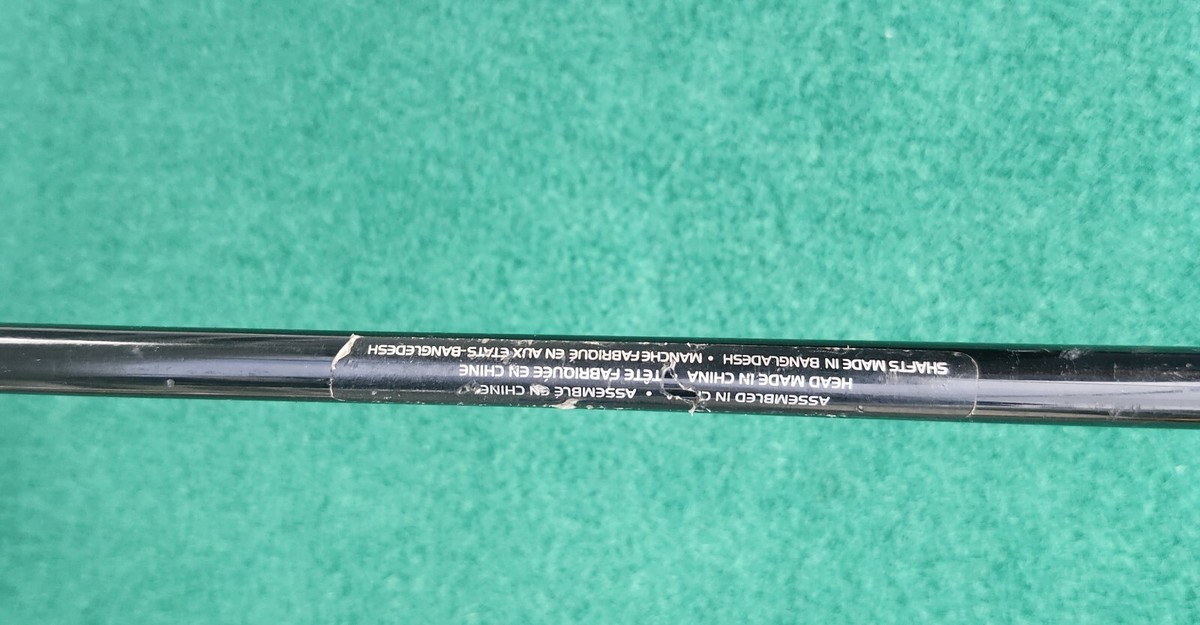 ASSEMBLED IN • ASSEMBLÉ EN CHINE
HEAD MADE IN CHINA TÊTE FABRIQUÉE EN CHINE
SHAFTS MADE IN BANGLADESH • MANCHE FABRIQUÉ EN AUX ÉTATS-BANGLEDESH